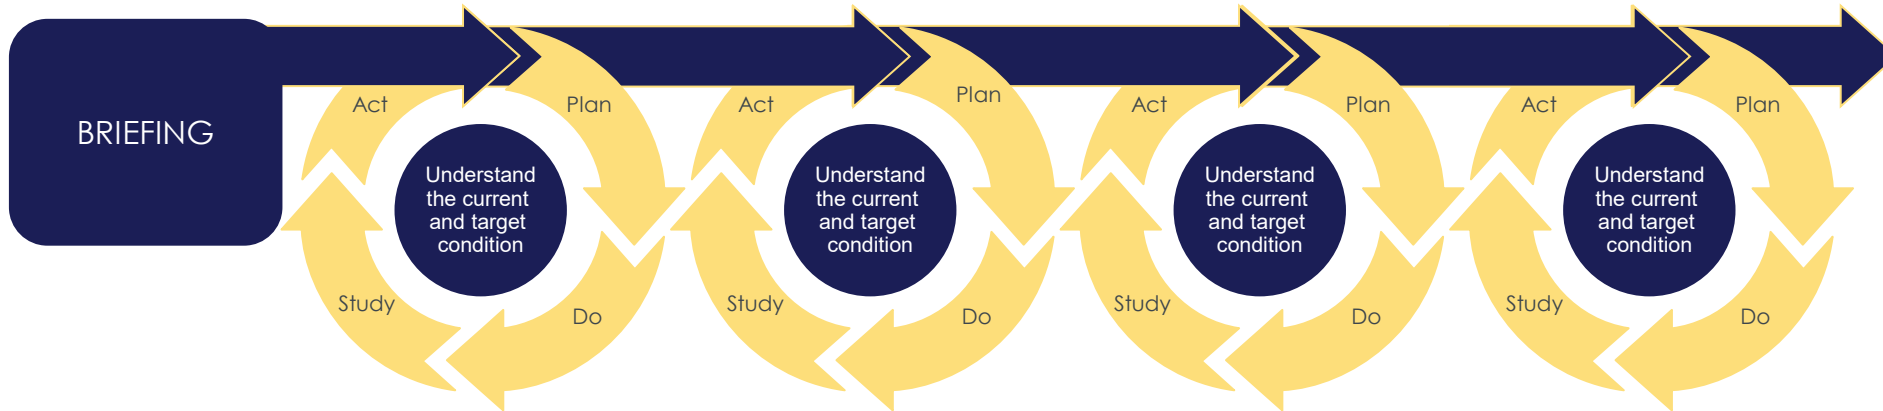 BRIEFING
Act
Plan
Understand
the current
and target
condition
Study
Do
Act
Plan
Understand
the current
and target
condition
Study
Do
Act
Plan
Understand
the current
and target
condition
Study
Do
Act
Plan
Understand
the current
and target
condition
Study
Do